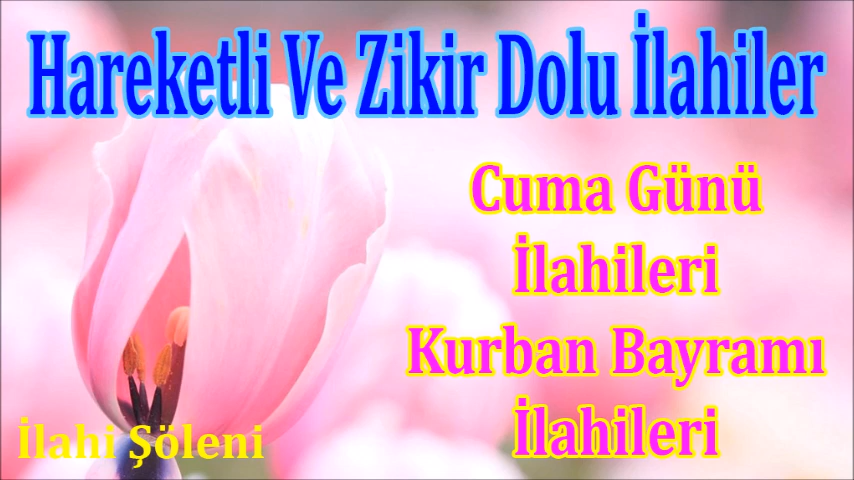 Hareketli Ve Zikir Dolu İlahiler
Cuma Günü
İlahileri
Kurban Bayramı
İlahileri
İlahi Şöleni